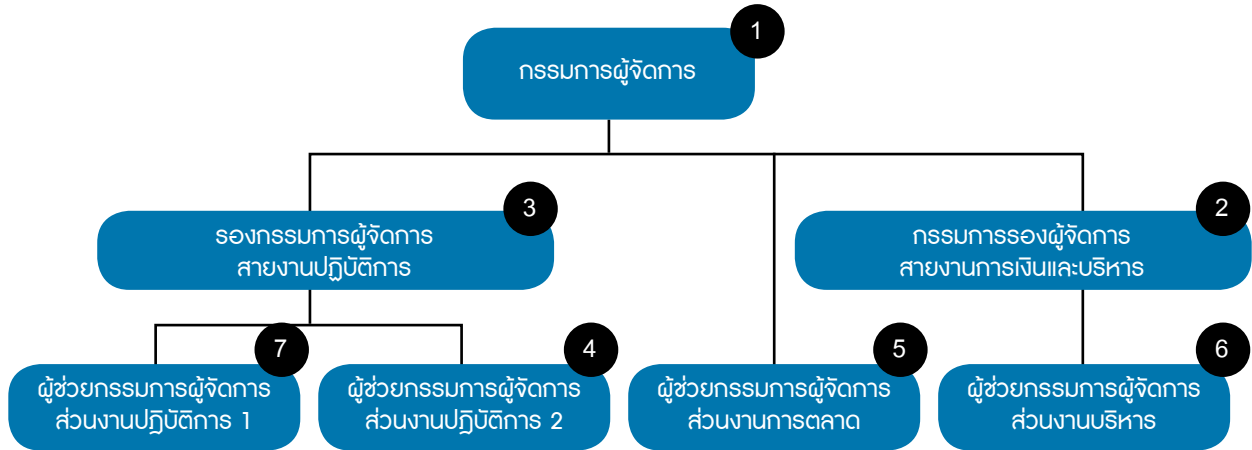 1
กรรมการผู้จัดการ
3
รองกรรมการผู้จัดการ
สายงานปฏิบัติการ
2
กรรมการรองผู้จัดการ
สายงานการเงินและบริหาร
7
ผู้ช่วยกรรมการผู้จัดการ
ส่วนงานปฏิบัติการ 1
4
ผู้ช่วยกรรมการผู้จัดการ
ส่วนงานปฏิบัติการ 2
5
ผู้ช่วยกรรมการผู้จัดการ
ส่วนงานการตลาด
6
ผู้ช่วยกรรมการผู้จัดการ
ส่วนงานบริหาร